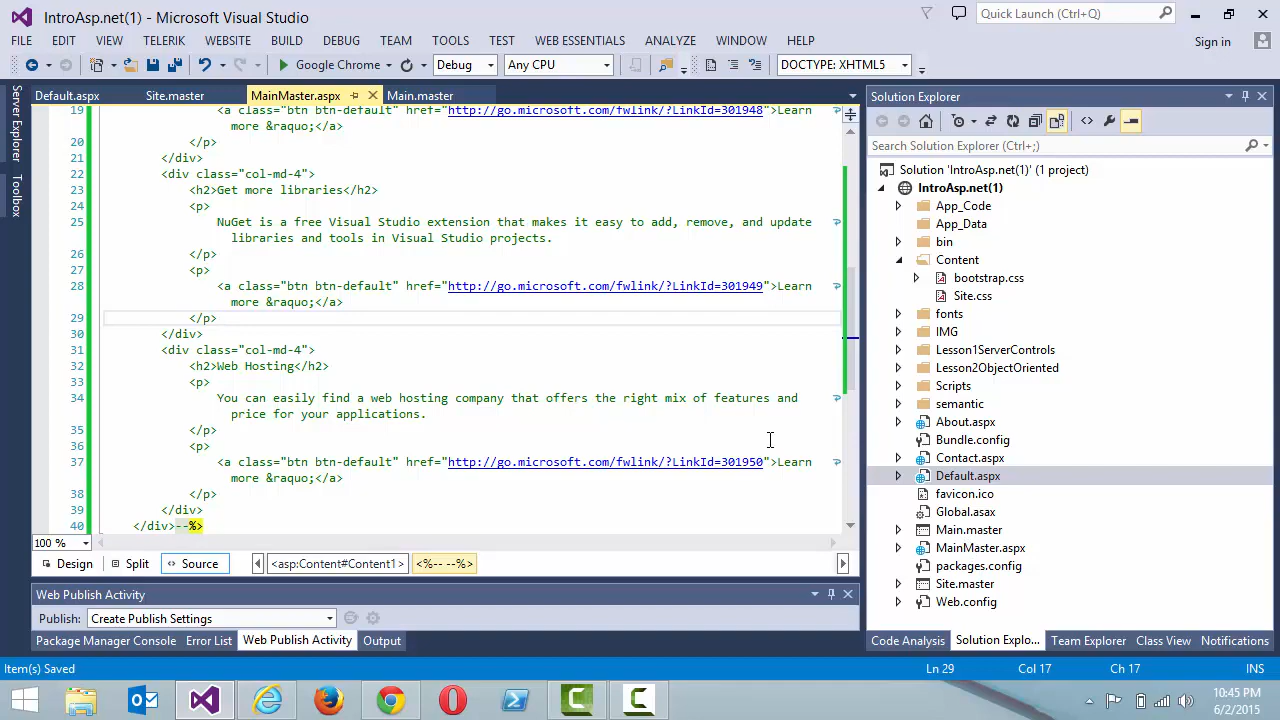 IntroAsp.net(1) - Microsoft Visual Studio
Quick Launch (Ctrl+Q)
FILE EDIT VIEW TELERIK WEBSITE BUILD DEBUG TEAM TOOLS TEST WEB ESSENTIALS ANALYZE WINDOW HELP
Sign in
Google Chrome Debug Any CPU DOCTYPE: XHTML5
Server Explorer
Toolbox
Default.aspx Site.master MainMaster.aspx Main.master
19 <a class="btn btn-default" href="http://go.microsoft.com/fwlink/?LinkId=301948">Learn
more &raquo;</a>
20 </p>
21 </div>
22 <div class="col-md-4">
23 <h2>Get more libraries</h2>
24 <p>
25 NuGet is a free Visual Studio extension that makes it easy to add, remove, and update
libraries and tools in Visual Studio projects.
26 </p>
27 <p>
28 <a class="btn btn-default" href="http://go.microsoft.com/fwlink/?LinkId=301949">Learn
more &raquo;</a>
29 </p>
30 </div>
31 <div class="col-md-4">
32 <h2>Web Hosting</h2>
33 <p>
34 You can easily find a web hosting company that offers the right mix of features and
price for your applications.
35 </p>
36 <p>
37 <a class="btn btn-default" href="http://go.microsoft.com/fwlink/?LinkId=301950">Learn
more &raquo;</a>
38 </p>
39 </div>
40 </div>--%>
100 %
Design Split Source <asp:Content#Content1> <%-- --%>
Web Publish Activity
Publish: Create Publish Settings
Package Manager Console Error List Web Publish Activity Output
Solution Explorer
Search Solution Explorer (Ctrl+;)
Solution 'IntroAsp.net(1)' (1 project)
IntroAsp.net(1)
App_Code
App_Data
bin
Content
bootstrap.css
Site.css
fonts
IMG
Lesson1ServerControls
Lesson2ObjectOriented
Scripts
semantic
About.aspx
Bundle.config
Contact.aspx
Default.aspx
favicon.ico
Global.asax
Main.master
MainMaster.aspx
packages.config
Site.master
Web.config
Code Analysis Solution Explo... Team Explorer Class View Notifications
Item(s) Saved Ln 29 Col 17 Ch 17 INS
10:45 PM
6/2/2015